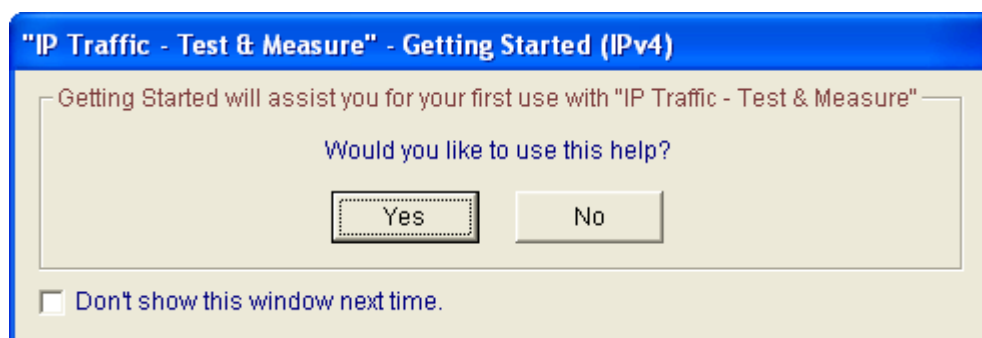 "IP Traffic - Test & Measure" - Getting Started (IPv4)
Getting Started will assist you for your first use with "IP Traffic - Test & Measure"
Would you like to use this help?
Yes No
Don't show this window next time.